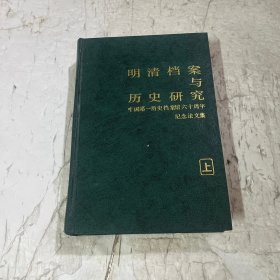 明清档案
与
历史研究
中国第一历史档案馆六十周年
纪念论文集
上